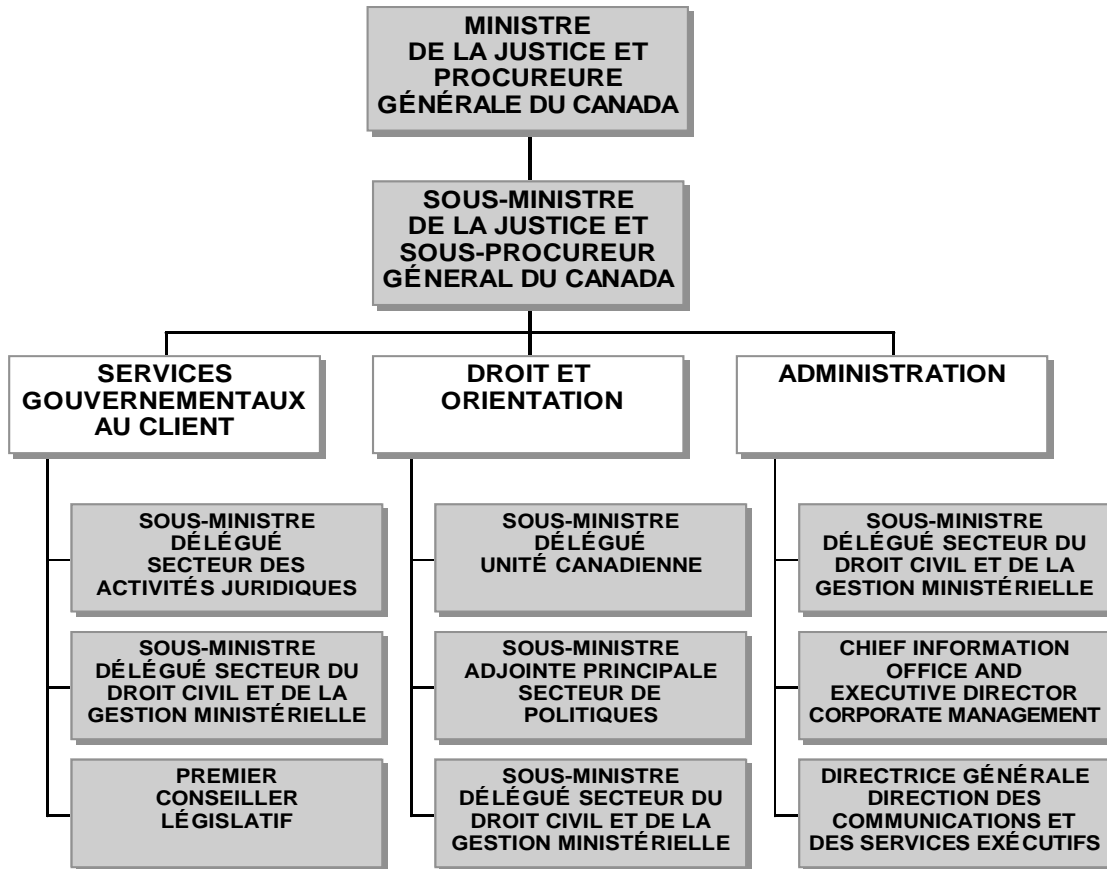 MINISTRE
DE LA JUSTICE ET
PROCUREURE
GÉNÉRALE DU CANADA
SOUS-MINISTRE
DE LA JUSTICE ET
SOUS-PROCUREUR
GÉNERAL DU CANADA
SERVICES
GOUVERNEMENTAUX
AU CLIENT
SOUS-MINISTRE
DÉLÉGUÉ
SECTEUR DES
ACTIVITÉS JURIDIQUES
SOUS-MINISTRE
DÉLÉGUÉ SECTEUR DU
DROIT CIVIL ET DE LA
GESTION MINISTÉRIELLE
PREMIER
CONSEILLER
LÉGISLATIF
DROIT ET
ORIENTATION
SOUS-MINISTRE
DÉLÉGUÉ
UNITÉ CANADIENNE
SOUS-MINISTRE
ADJOINTE PRINCIPALE
SECTEUR DE
POLITIQUES
SOUS-MINISTRE
DÉLÉGUÉ SECTEUR DU
DROIT CIVIL ET DE LA
GESTION MINISTÉRIELLE
ADMINISTRATION
SOUS-MINISTRE
DÉLÉGUÉ SECTEUR DU
DROIT CIVIL ET DE LA
GESTION MINISTÉRIELLE
CHIEF INFORMATION
OFFICE AND
EXECUTIVE DIRECTOR
CORPORATE MANAGEMENT
DIRECTRICE GÉNÉRALE
DIRECTION DES
COMMUNICATIONS ET
DES SERVICES EXÉCUTIFS